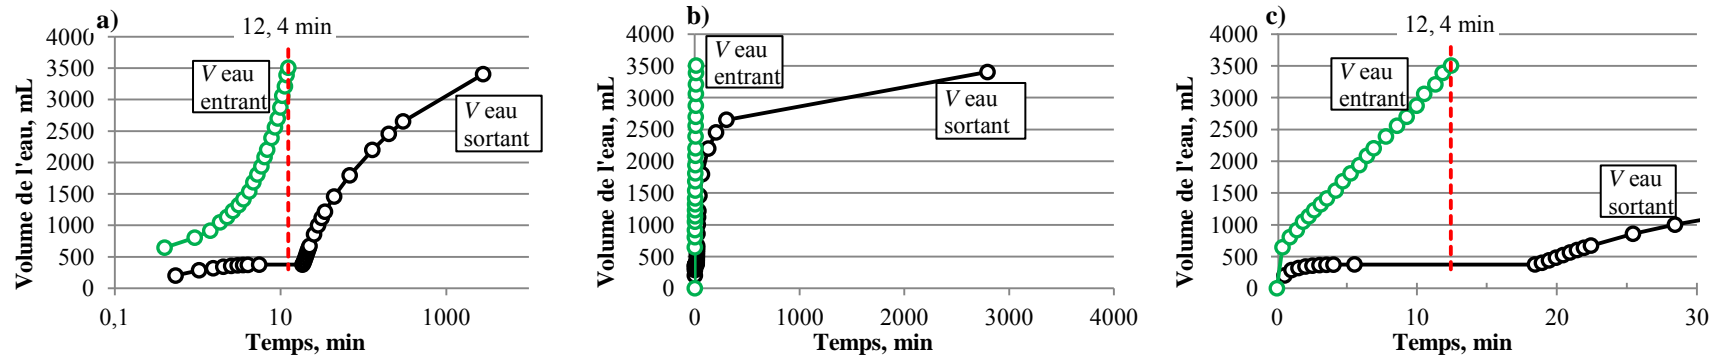 a)
12, 4 min
Volume de l'eau, mL
4000
3500
3000
2500
2000
1500
1000
500
0
V eau
entrant
V eau
sortant
0,1
10
1000
Temps, min
b)
Volume de l'eau, mL
4000
3500
3000
2500
2000
1500
1000
500
0
V eau
entrant
V eau
sortant
0
1000
2000
3000
4000
Temps, min
c)
12, 4 min
Volume de l'eau, mL
4000
3500
3000
2500
2000
1500
1000
500
0
V eau
entrant
V eau
sortant
0
10
20
30
Temps, min